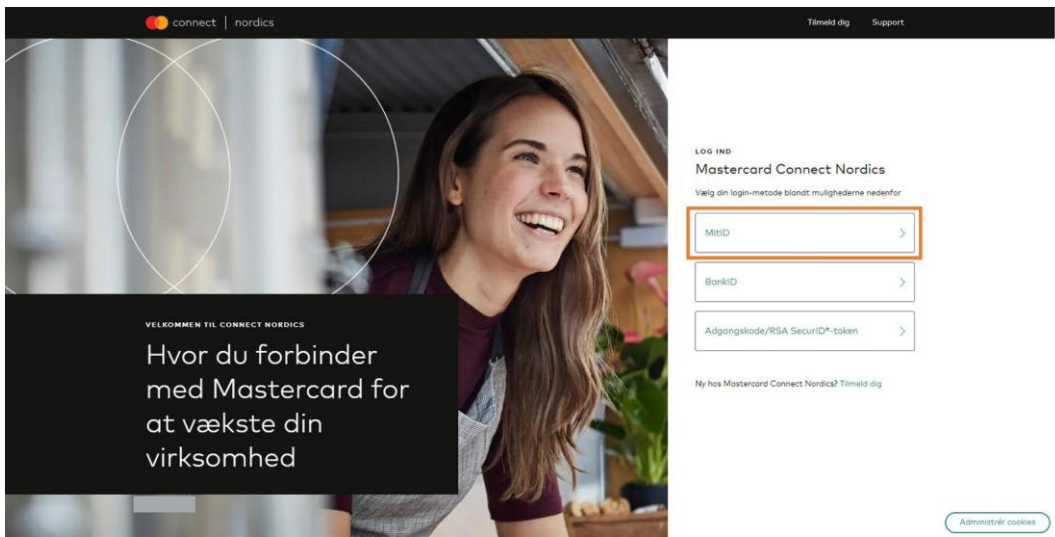 connect | nordics
Tilmeld dig
Support
LOG IND
Mastercard Connect Nordics
Vælg din login-metode blandt mulighederne nedenfor
MitID
BankID
Adgangskode/RSA SecurID®-token
Ny hos Mastercard Connect Nordics? Tilmeld dig
VELKOMMEN TIL CONNECT NORDICS
Hvor du forbinder
med Mastercard for
at vækste din
virksomhed
Administrér cookies